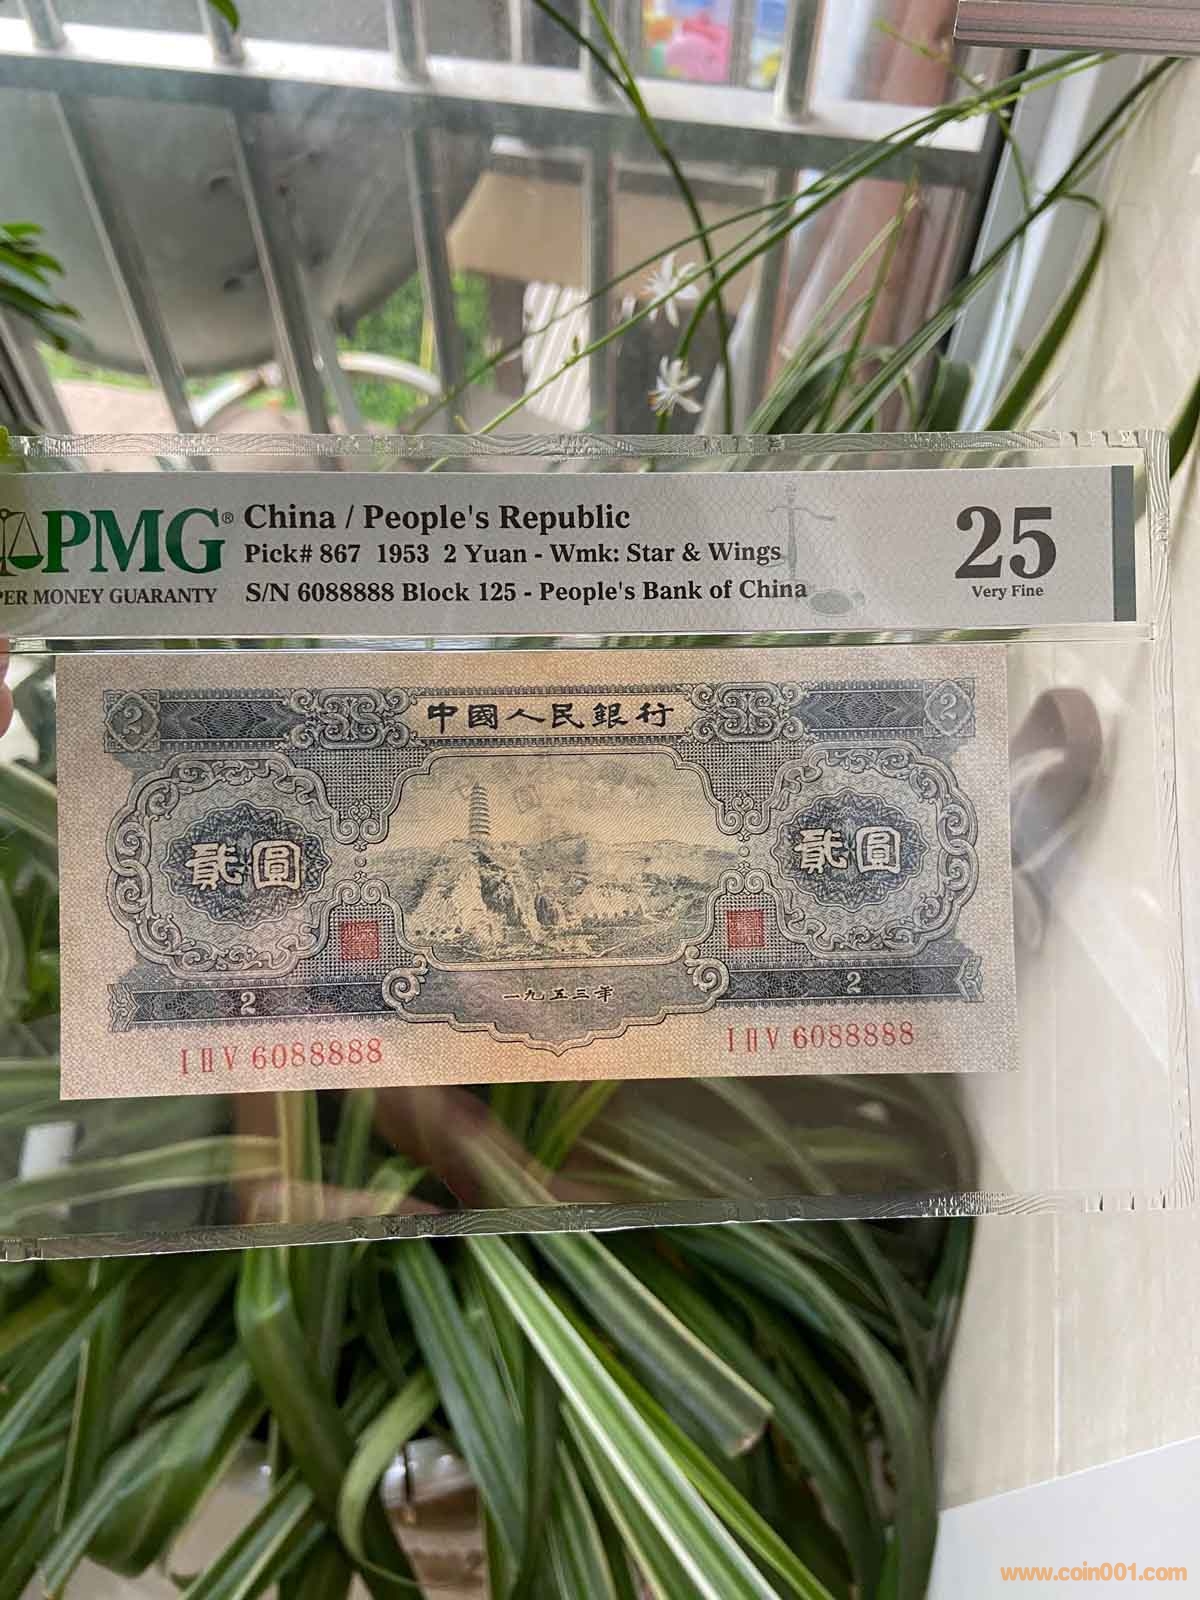 PMG®
PER MONEY GUARANTY
China / People's Republic
Pick# 867 1953 2 Yuan - Wmk: Star & Wings
S/N 6088888 Block 125 - People's Bank of China
25
Very Fine
2
中國人民銀行
2
貳圓
貳圓
2
一九五三年
2
I II V 6088888
I II V 6088888
www.coin001.com